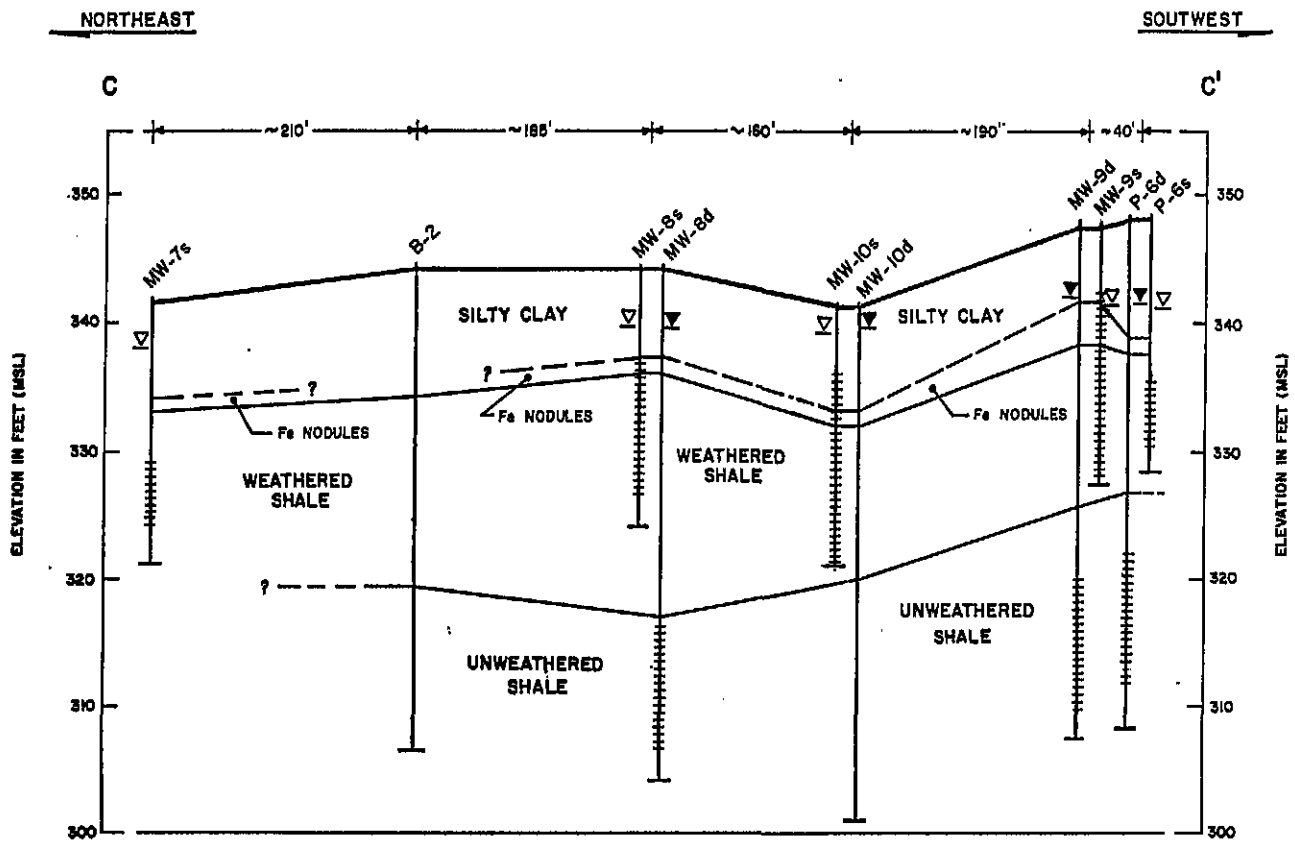 NORTHEAST
SOUTWEST
C
C'
~210'
~185'
~160'
~190"
~40'
.350
350
MW-7s
B-2
MW-8s
MW-8d
MW-10s
MW-10d
MW-9d
MW-9s
P-6d
P-6s
340
340
SILTY CLAY
SILTY CLAY
?
?
Fe NODULES
Fe NODULES
Fe NODULES
330
330
WEATHERED
SHALE
WEATHERED
SHALE
ELEVATION IN FEET (MSL)
ELEVATION IN FEET (MSL)
320
?
320
UNWEATHERED
SHALE
UNWEATHERED
SHALE
310
310
300
300